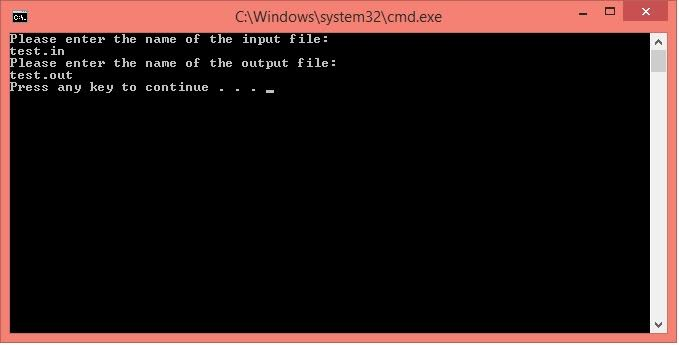 C:\Windows\system32\cmd.exe
Please enter the name of the input file:
test.in
Please enter the name of the output file:
test.out
Press any key to continue . . . _